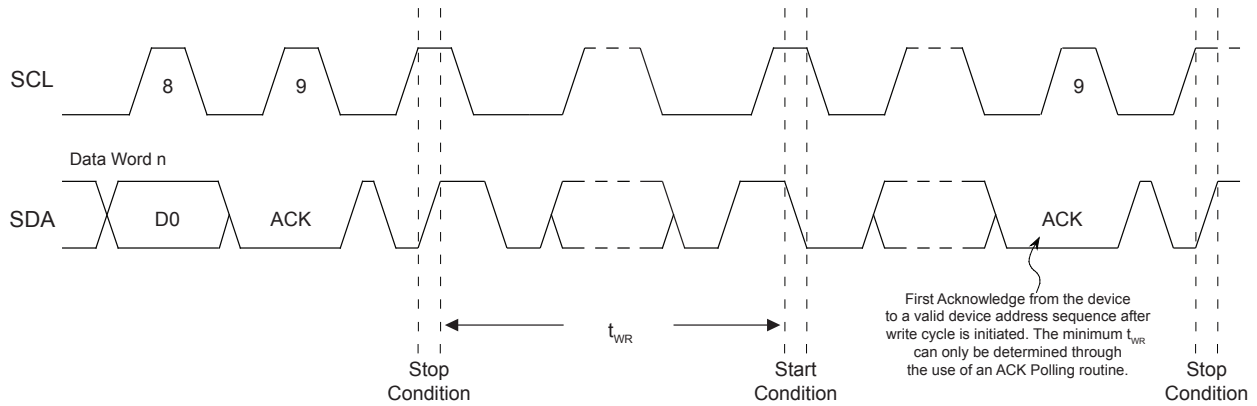 SCL
8
9
9
Data Word n
SDA
D0
ACK
ACK
First Acknowledge from the device
to a valid device address sequence after
write cycle is initiated. The minimum tWR
can only be determined through
the use of an ACK Polling routine.
tWR
Stop
Condition
Start
Condition
Stop
Condition